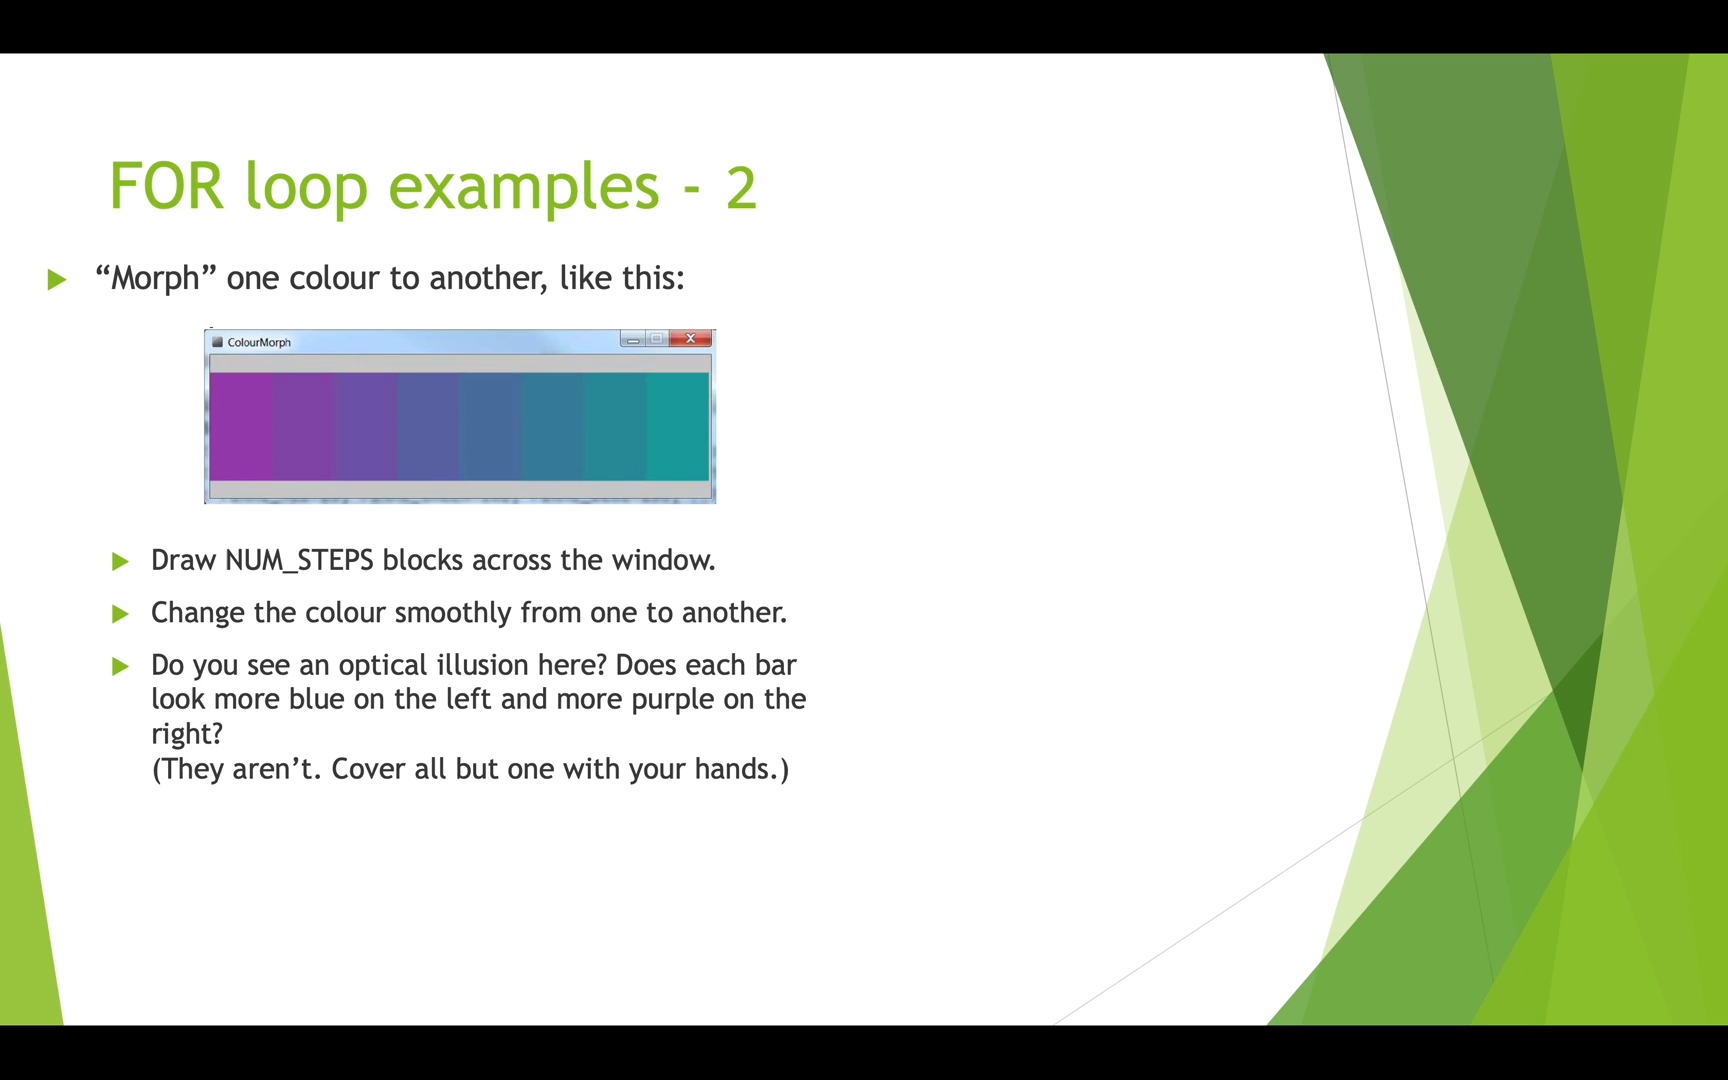 FOR loop examples - 2
“Morph” one colour to another, like this:
ColourMorph
Draw NUM_STEPS blocks across the window.
Change the colour smoothly from one to another.
Do you see an optical illusion here? Does each bar
look more blue on the left and more purple on the
right?
(They aren’t. Cover all but one with your hands.)